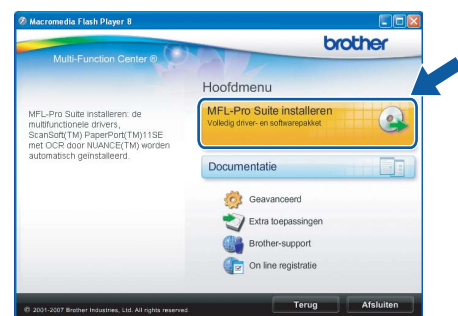 Macromedia Flash Player 8
brother
Multi-Function Center ®
Hoofdmenu
MFL-Pro Suite installeren: de
multifunctionele drivers,
ScanSoft(TM) PaperPort(TM)11SE
met OCR door NUANCE(TM) worden
automatisch geïnstalleerd.
MFL-Pro Suite installeren
Volledig driver- en softwarepakket
Documentatie
Geavanceerd
Extra toepassingen
Brother-support
On line registratie
© 2001-2007 Brother Industries, Ltd. All rights reserved.
Terug
Afsluiten